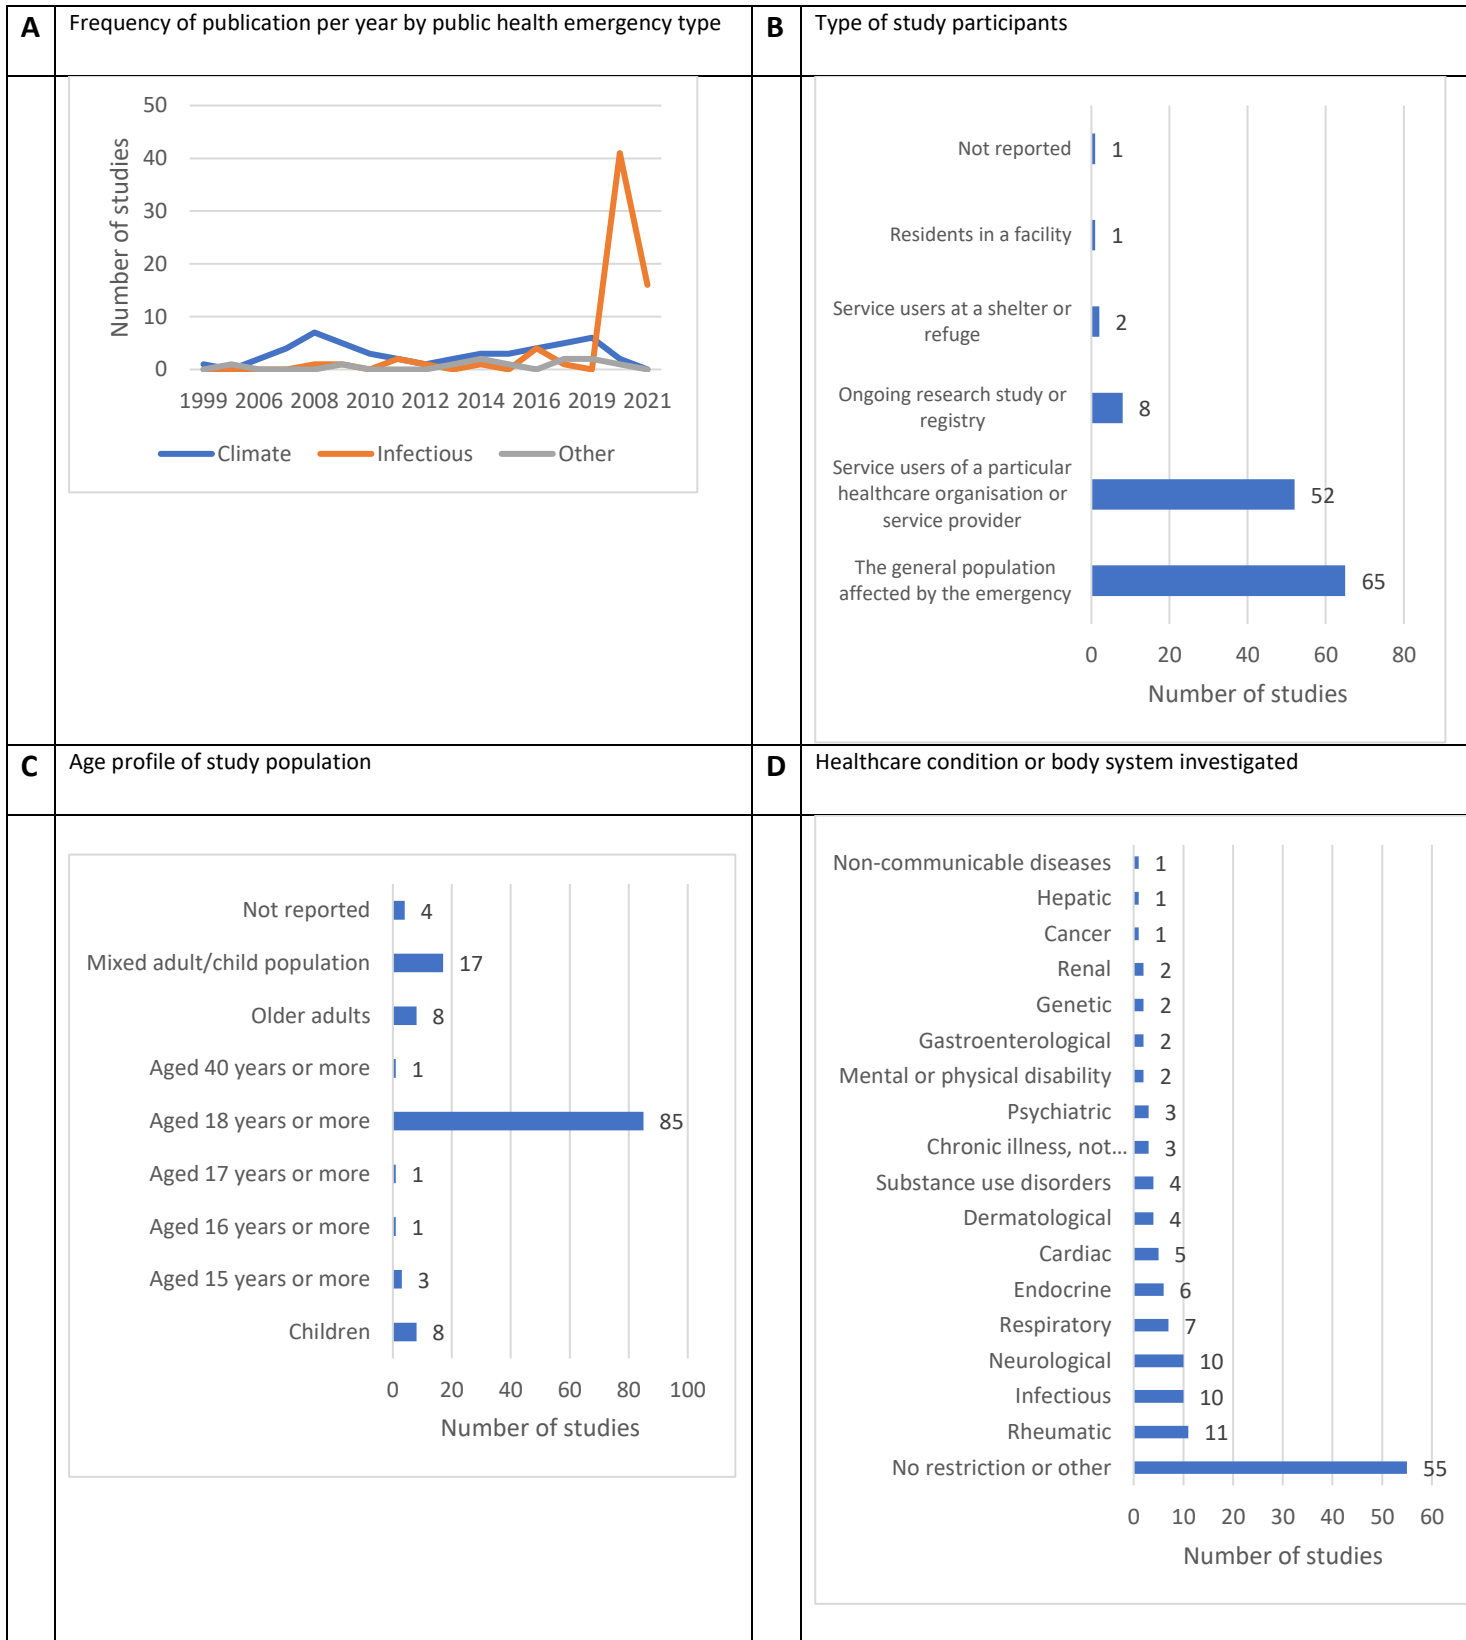 A
Frequency of publication per year by public health emergency type
50
40
30
20
10
0
Number of studies
1999 2006 2008 2010 2012 2014 2016 2019 2021
Climate Infectious Other
B
Type of study participants
Not reported 1
Residents in a facility 1
Service users at a shelter or
refuge 2
Ongoing research study or
registry 8
Service users of a particular
healthcare organisation or
service provider 52
The general population
affected by the emergency 65
0 20 40 60 80
Number of studies
C
Age profile of study population
Not reported 4
Mixed adult/child population 17
Older adults 8
Aged 40 years or more 1
Aged 18 years or more 85
Aged 17 years or more 1
Aged 16 years or more 1
Aged 15 years or more 3
Children 8
0 20 40 60 80 100
Number of studies
D
Healthcare condition or body system investigated
Non-communicable diseases 1
Hepatic 1
Cancer 1
Renal 2
Genetic 2
Gastroenterological 2
Mental or physical disability 2
Psychiatric 3
Chronic illness, not... 3
Substance use disorders 4
Dermatological 4
Cardiac 5
Endocrine 6
Respiratory 7
Neurological 10
Infectious 10
Rheumatic 11
No restriction or other 55
0 10 20 30 40 50 60
Number of studies